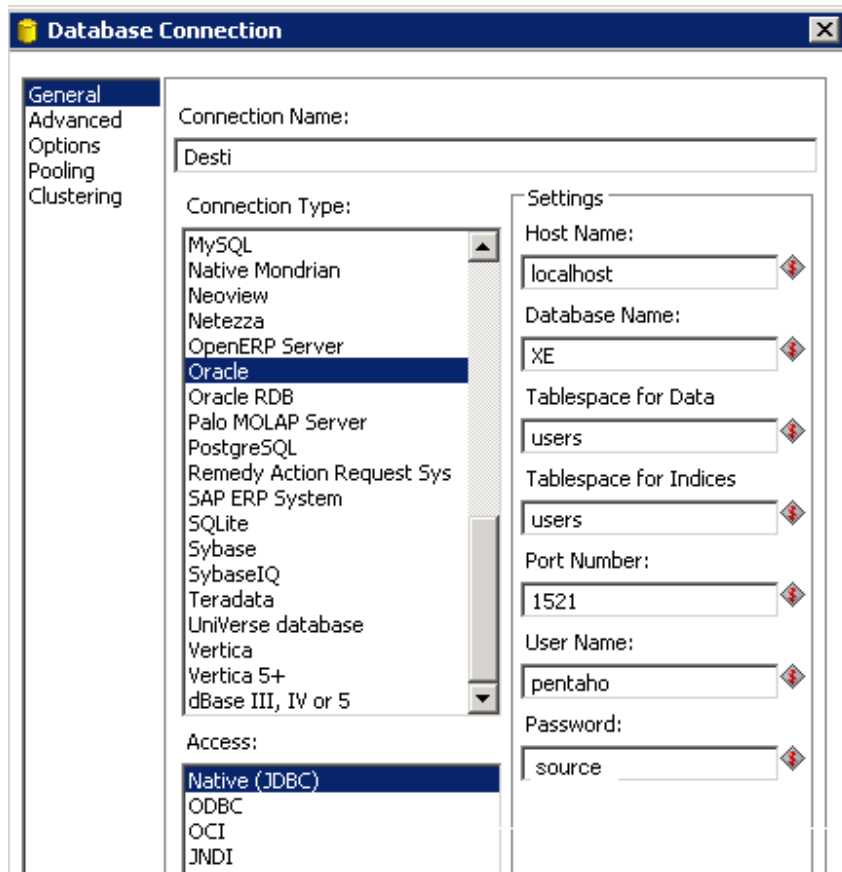 Database Connection
General
Advanced
Options
Pooling
Clustering
Connection Name:
Desti
Connection Type:
MySQL
Native Mondrian
Neoview
Netezza
OpenERP Server
Oracle
Oracle RDB
Palo MOLAP Server
PostgreSQL
Remedy Action Request Sys
SAP ERP System
SQLite
Sybase
SybaseIQ
Teradata
UniVerse database
Vertica
Vertica 5+
dBase III, IV or 5
Access:
Native (JDBC)
ODBC
OCI
JNDI
Settings
Host Name:
localhost
Database Name:
XE
Tablespace for Data
users
Tablespace for Indices
users
Port Number:
1521
User Name:
pentaho
Password:
source